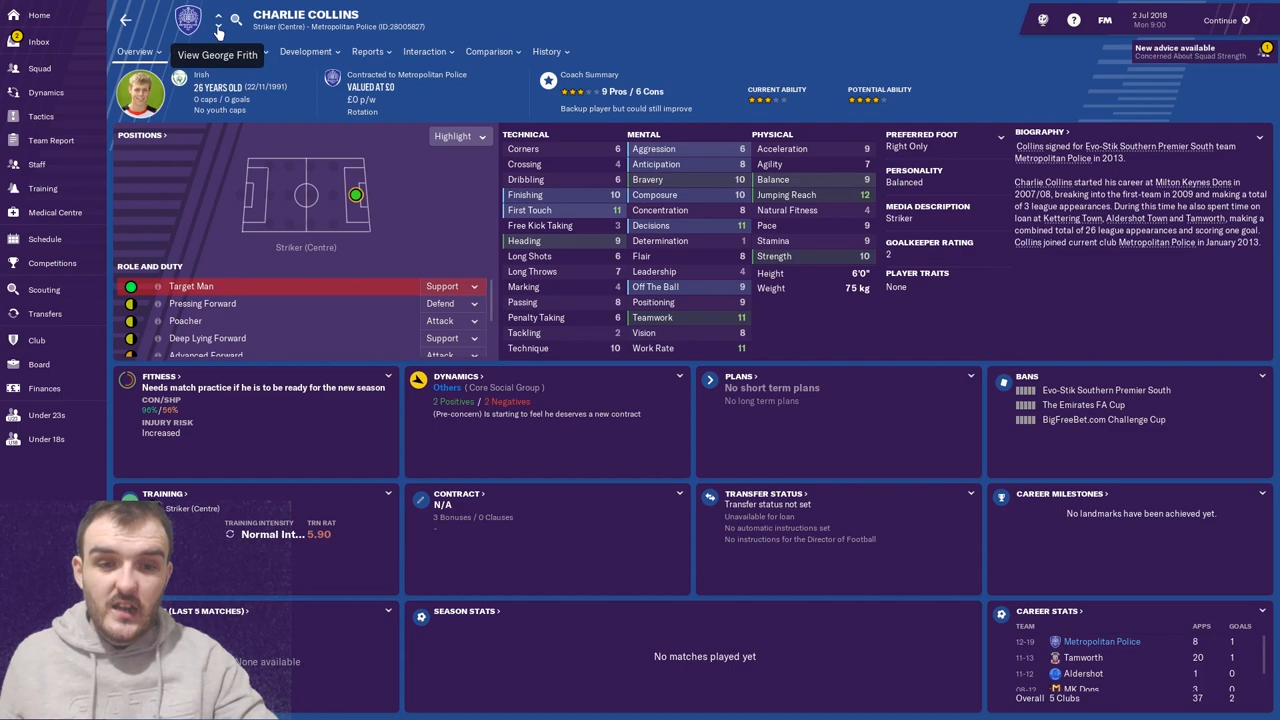 Home
2
Inbox
Squad
Dynamics
Tactics
Team Report
Staff
Training
Medical Centre
Schedule
Competitions
Scouting
Transfers
Club
Board
Finances
U23
Under 23s
U18
Under 18s
CHARLIE COLLINS
Striker (Centre) - Metropolitan Police (ID:28005827)
?
FM
2 Jul 2018
Mon 9:00
Continue
New advice available
Concerned About Squad Strength
Overview
View George Frith
Development
Reports
Interaction
Comparison
History
Irish
26 YEARS OLD (22/11/1991)
0 caps / 0 goals
No youth caps
Contracted to Metropolitan Police
VALUED AT £0
£0 p/w
Rotation
Coach Summary
9 Pros / 6 Cons
Backup player but could still improve
CURRENT ABILITY
POTENTIAL ABILITY
POSITIONS
Highlight
Striker (Centre)
ROLE AND DUTY
Target Man Support
Pressing Forward Defend
Poacher Attack
Deep Lying Forward Support
Advanced Forward Attack
TECHNICAL
Corners 6
Crossing 4
Dribbling 6
Finishing 10
First Touch 11
Free Kick Taking 3
Heading 9
Long Shots 6
Long Throws 7
Marking 4
Passing 8
Penalty Taking 6
Tackling 2
Technique 10
MENTAL
Aggression 6
Anticipation 8
Bravery 10
Composure 10
Concentration 8
Decisions 11
Determination 1
Flair 8
Leadership 4
Off The Ball 9
Positioning 9
Teamwork 11
Vision 8
Work Rate 11
PHYSICAL
Acceleration 9
Agility 7
Balance 9
Jumping Reach 12
Natural Fitness 4
Pace 9
Stamina 9
Strength 10
Height 6'0"
Weight 75 kg
PREFERRED FOOT
Right Only
PERSONALITY
Balanced
MEDIA DESCRIPTION
Striker
GOALKEEPER RATING
2
PLAYER TRAITS
None
BIOGRAPHY
Collins signed for Evo-Stik Southern Premier South team
Metropolitan Police in 2013.
Charlie Collins started his career at Milton Keynes Dons in
2007/08, breaking into the first-team in 2009 and making a total
of 3 league appearances. During this time he also spent time on
loan at Kettering Town, Aldershot Town and Tamworth, making a
combined total of 26 league appearances and scoring one goal.
Collins joined current club Metropolitan Police in January 2013.
FITNESS
Needs match practice if he is to be ready for the new season
CON/SHP
96%/56%
INJURY RISK
Increased
DYNAMICS
Others ( Core Social Group )
2 Positives / 2 Negatives
(Pre-concern) Is starting to feel he deserves a new contract
PLANS
No short term plans
No long term plans
BANS
Evo-Stik Southern Premier South
The Emirates FA Cup
BigFreeBet.com Challenge Cup
TRAINING
Striker (Centre)
TRAINING INTENSITY
Normal Int...
TRN RAT
5.90
CONTRACT
N/A
3 Bonuses / 0 Clauses
-
TRANSFER STATUS
Transfer status not set
Unavailable for loan
No automatic instructions set
No instructions for the Director of Football
CAREER MILESTONES
No landmarks have been achieved yet.
(LAST 5 MATCHES)
None available
SEASON STATS
No matches played yet
CAREER STATS
TEAM APPS GOALS
12-19 Metropolitan Police 8 1
11-13 Tamworth 20 1
11-12 Aldershot 1 0
08-12 MK Dons 3 0
Overall 5 Clubs 37 2